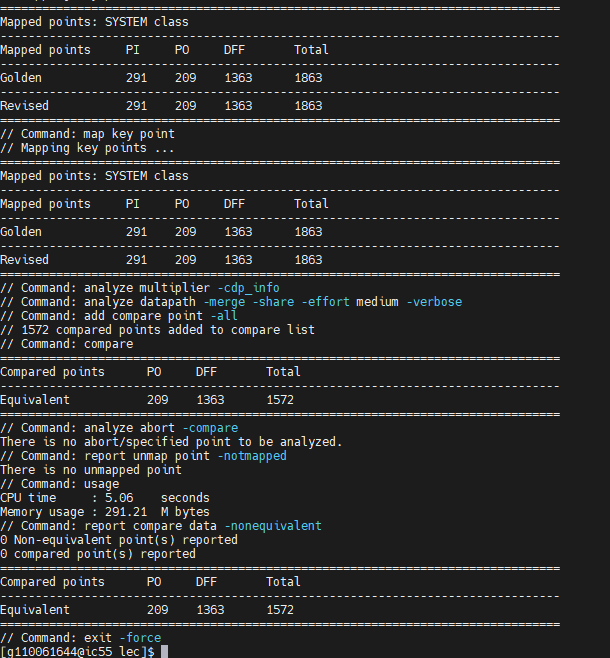 ================================================================================
Mapped points: SYSTEM class
--------------------------------------------------------------------------------
Mapped points     PI     PO     DFF       Total
--------------------------------------------------------------------------------
Golden            291    209    1363      1863
--------------------------------------------------------------------------------
Revised           291    209    1363      1863
================================================================================
// Command: map key point
// Mapping key points ...
================================================================================
Mapped points: SYSTEM class
--------------------------------------------------------------------------------
Mapped points     PI     PO     DFF       Total
--------------------------------------------------------------------------------
Golden            291    209    1363      1863
--------------------------------------------------------------------------------
Revised           291    209    1363      1863
================================================================================
// Command: analyze multiplier -cdp_info
// Command: analyze datapath -merge -share -effort medium -verbose
// Command: add compare point -all
// 1572 compared points added to compare list
// Command: compare
================================================================================
Compared points      PO     DFF       Total
--------------------------------------------------------------------------------
Equivalent           209    1363      1572
================================================================================
// Command: analyze abort -compare
There is no abort/specified point to be analyzed.
// Command: report unmap point -notmapped
There is no unmapped point
// Command: usage
CPU time     : 5.06    seconds
Memory usage : 291.21  M bytes
// Command: report compare data -nonequivalent
0 Non-equivalent point(s) reported
0 compared point(s) reported
================================================================================
Compared points      PO     DFF       Total
--------------------------------------------------------------------------------
Equivalent           209    1363      1572
================================================================================
// Command: exit -force
[g110061644@ic55 lec]$